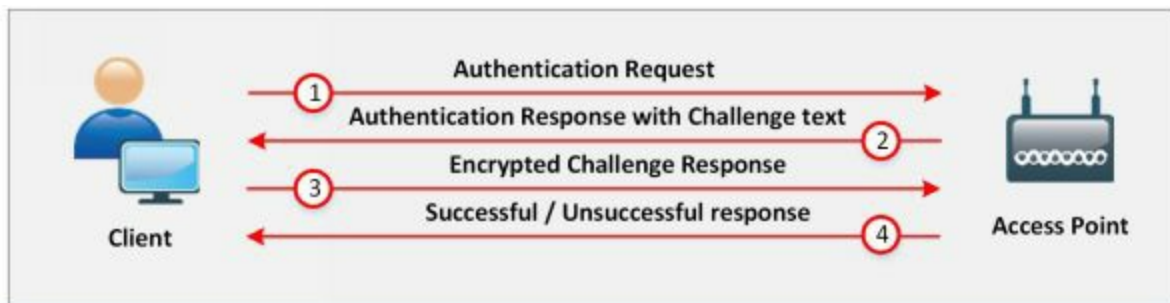 Authentication Request
1
Authentication Response with Challenge text
2
Encrypted Challenge Response
3
Successful / Unsuccessful response
4
Client
Access Point